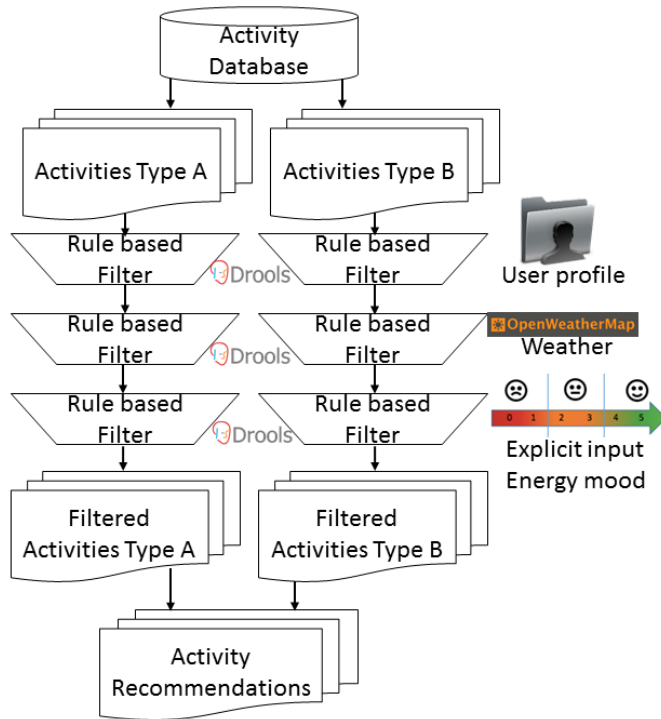 Activity
Database
Activities Type A
Activities Type B
Rule based
Filter
Drools
Rule based
Filter
User profile
Rule based
Filter
Drools
Rule based
Filter
OpenWeatherMap
Weather
Rule based
Filter
Drools
Rule based
Filter
0 1 2 3 4 5
Explicit input
Energy mood
Filtered
Activities Type A
Filtered
Activities Type B
Activity
Recommendations